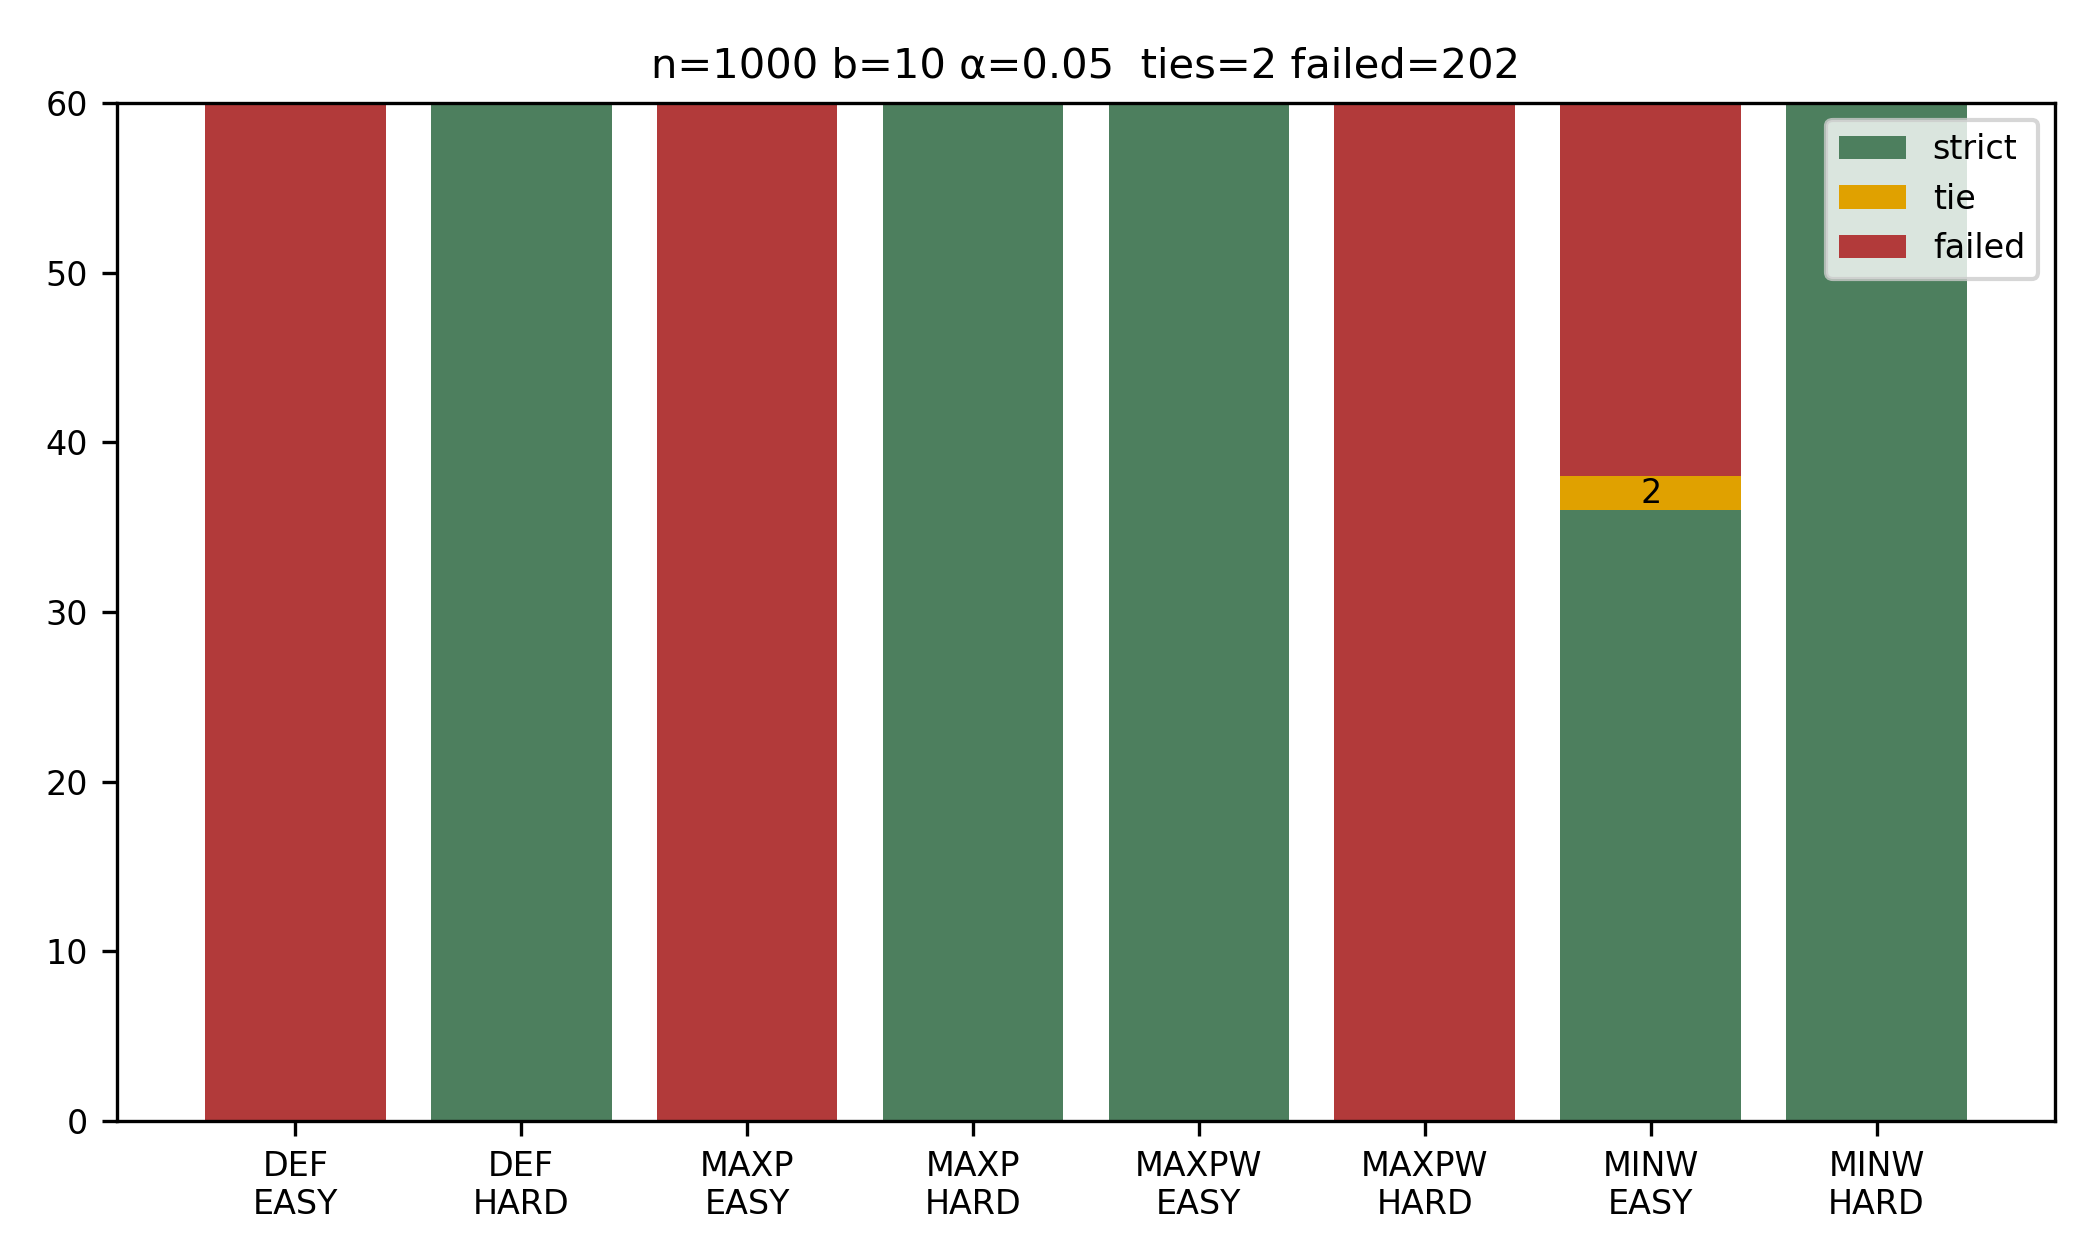 n=1000 b=10 α=0.05  ties=2 failed=202
60
50
40
30
20
10
0
strict
tie
failed
2
DEF
EASY
DEF
HARD
MAXP
EASY
MAXP
HARD
MAXPW
EASY
MAXPW
HARD
MINW
EASY
MINW
HARD